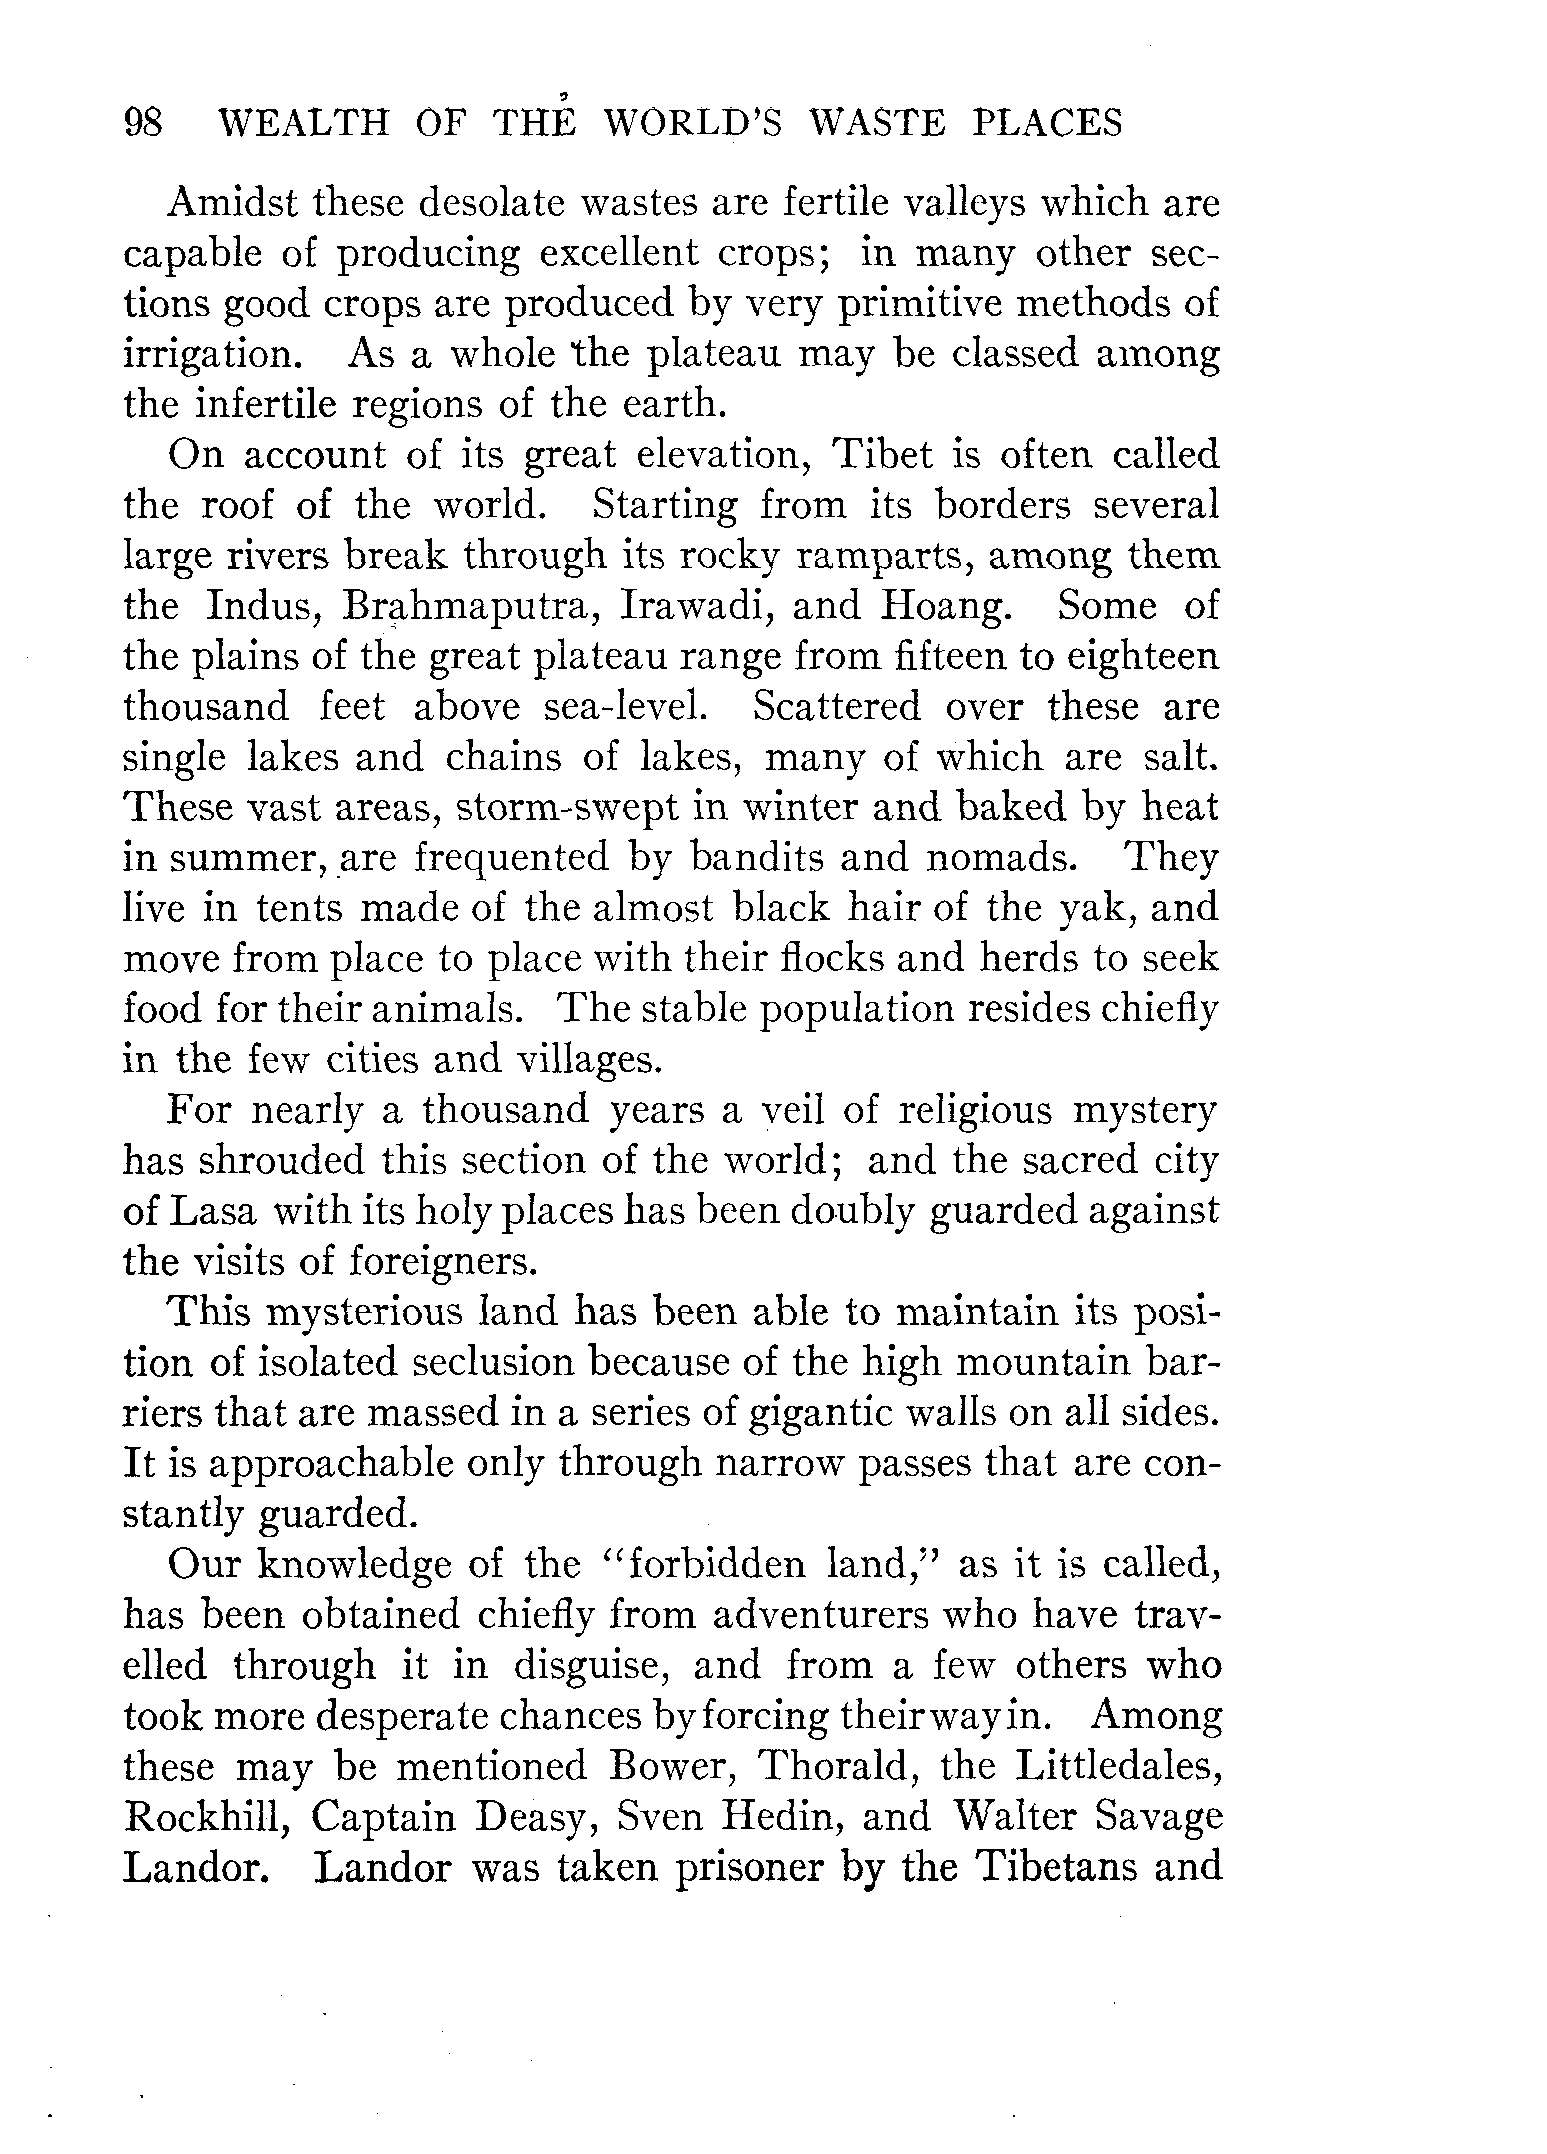 98 WEALTH OF THE WORLD'S WASTE PLACES
Amidst these desolate wastes are fertile valleys which are
capable of producing excellent crops; in many other sec-
tions good crops are produced by very primitive methods of
irrigation. As a whole the plateau may be classed among
the infertile regions of the earth.
On account of its great elevation, Tibet is often called
the roof of the world. Starting from its borders several
large rivers break through its rocky ramparts, among them
the Indus, Brahmaputra, Irawadi, and Hoang. Some of
the plains of the great plateau range from fifteen to eighteen
thousand feet above sea-level. Scattered over these are
single lakes and chains of lakes, many of which are salt.
These vast areas, storm-swept in winter and baked by heat
in summer, are frequented by bandits and nomads. They
live in tents made of the almost black hair of the yak, and
move from place to place with their flocks and herds to seek
food for their animals. The stable population resides chiefly
in the few cities and villages.
For nearly a thousand years a veil of religious mystery
has shrouded this section of the world; and the sacred city
of Lasa with its holy places has been doubly guarded against
the visits of foreigners.
This mysterious land has been able to maintain its posi-
tion of isolated seclusion because of the high mountain bar-
riers that are massed in a series of gigantic walls on all sides.
It is approachable only through narrow passes that are con-
stantly guarded.
Our knowledge of the "forbidden land," as it is called,
has been obtained chiefly from adventurers who have trav-
elled through it in disguise, and from a few others who
took more desperate chances by forcing their way in. Among
these may be mentioned Bower, Thorald, the Littledales,
Rockhill, Captain Deasy, Sven Hedin, and Walter Savage
Landor. Landor was taken prisoner by the Tibetans and